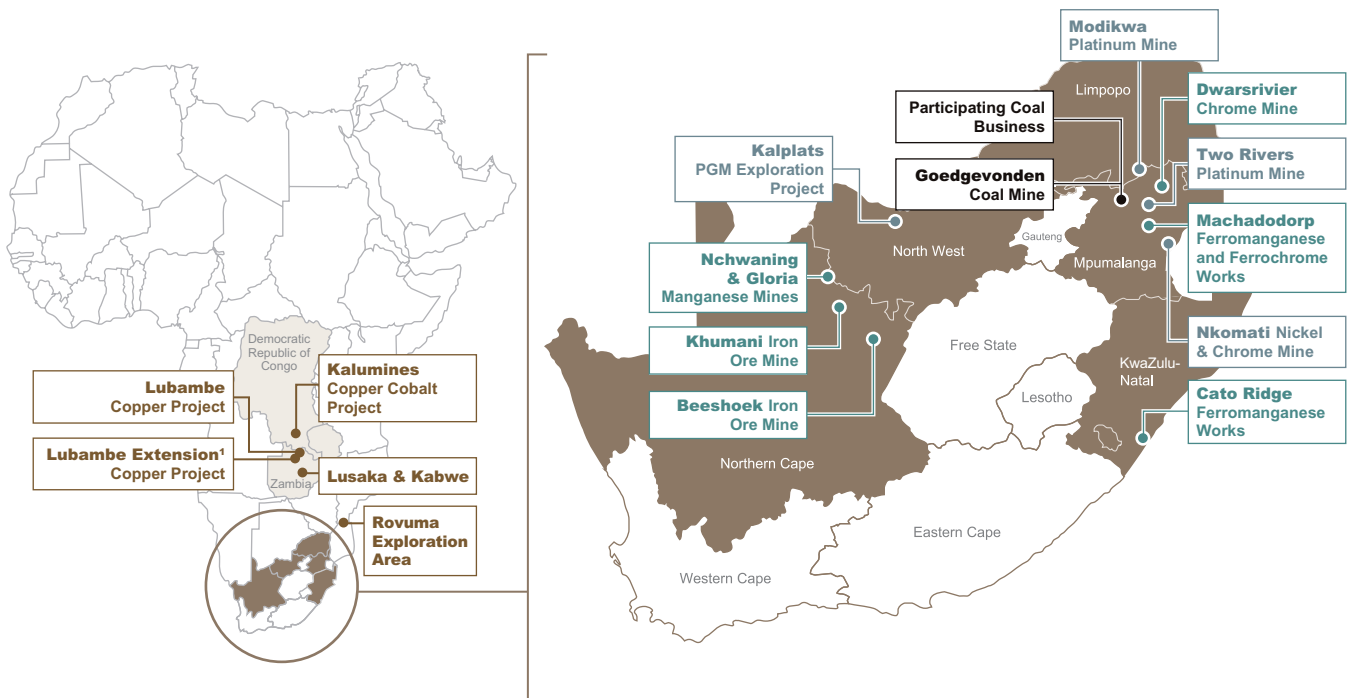 Democratic
Republic of
Congo
Lubambe
Copper Project
Kalumines
Copper Cobalt
Project
Lubambe Extension¹
Copper Project
Zambia
Lusaka & Kabwe
Rovuma
Exploration
Area
Modikwa
Platinum Mine
Limpopo
Participating Coal
Business
Dwarsrivier
Chrome Mine
Kalplats
PGM Exploration
Project
Goedgevonden
Coal Mine
Two Rivers
Platinum Mine
Gauteng
North West
Mpumalanga
Machadodorp
Ferromanganese
and Ferrochrome
Works
Nchwaning
& Gloria
Manganese Mines
Khumani Iron
Ore Mine
Free State
Nkomati Nickel
& Chrome Mine
KwaZulu-
Natal
Beeshoek Iron
Ore Mine
Lesotho
Cato Ridge
Ferromanganese
Works
Northern Cape
Eastern Cape
Western Cape